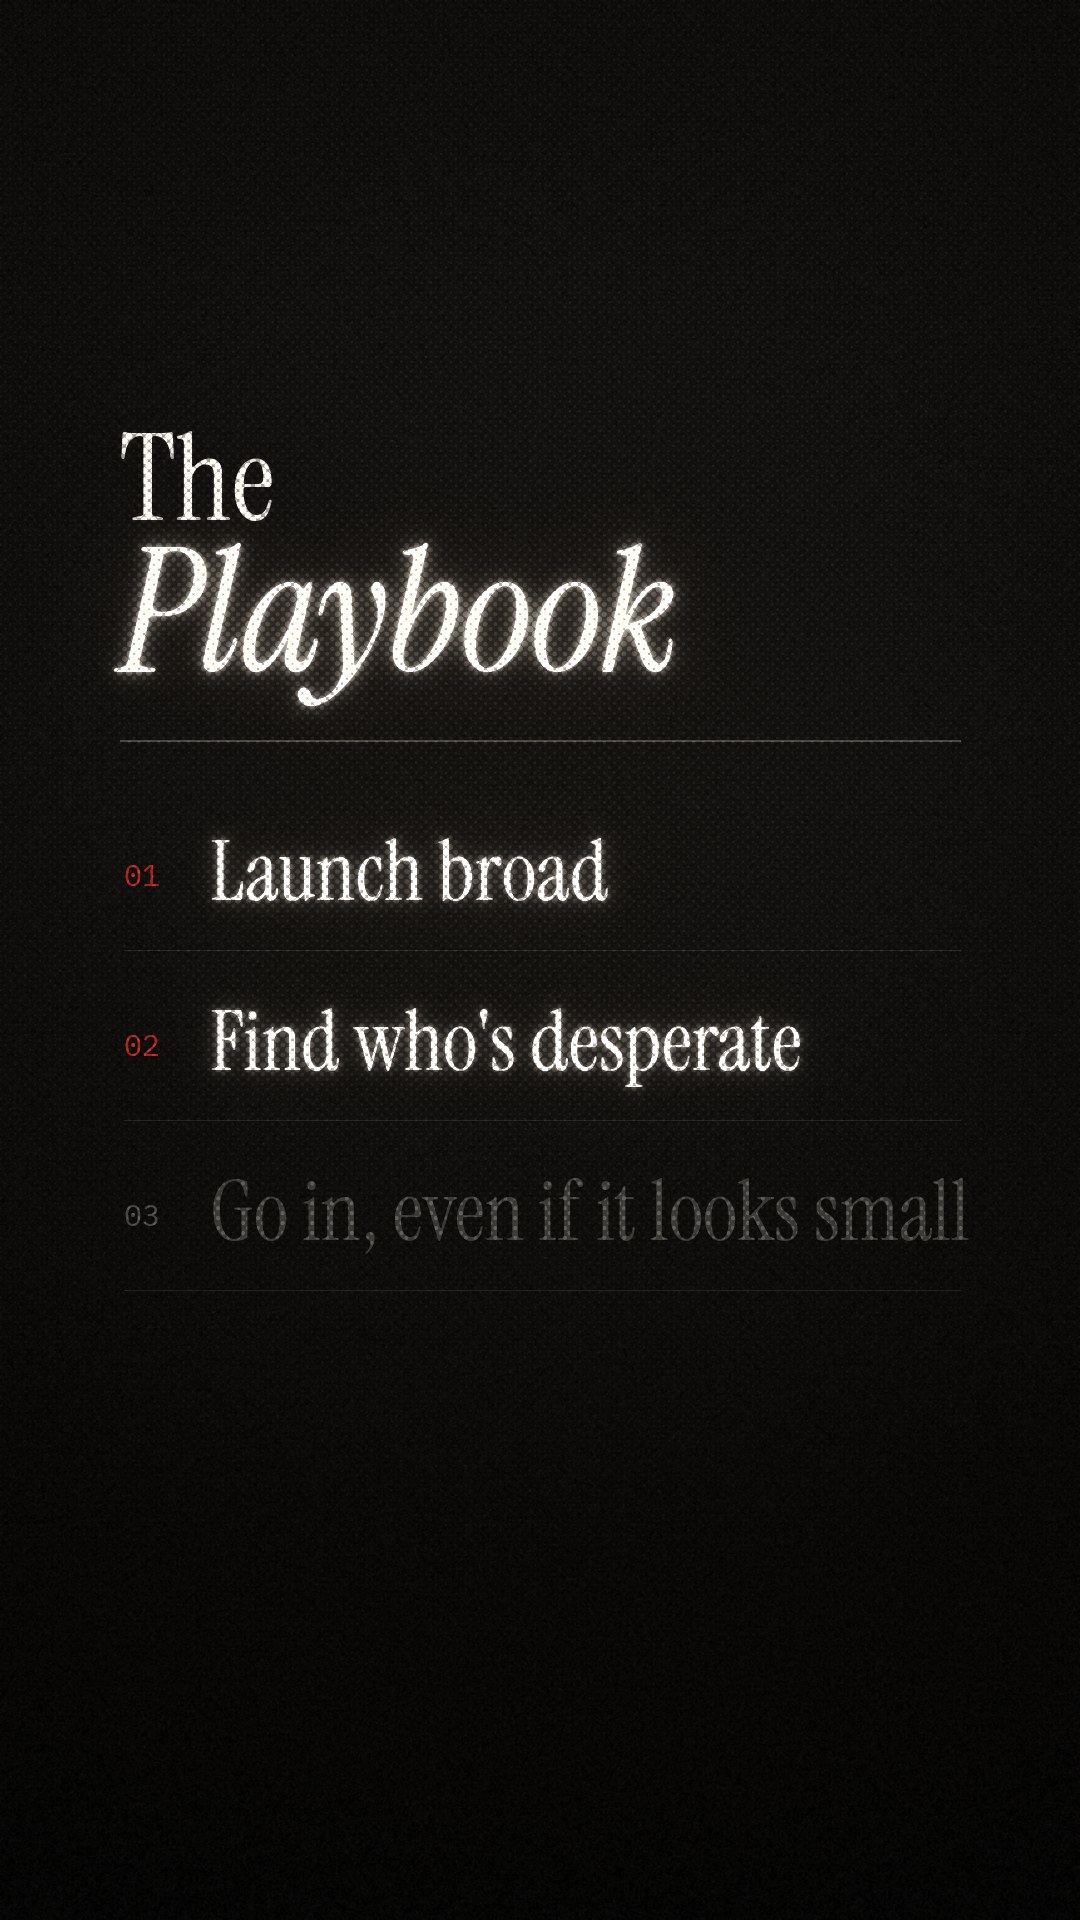 The
Playbook
01 Launch broad
02 Find who's desperate
03 Go in, even if it looks small